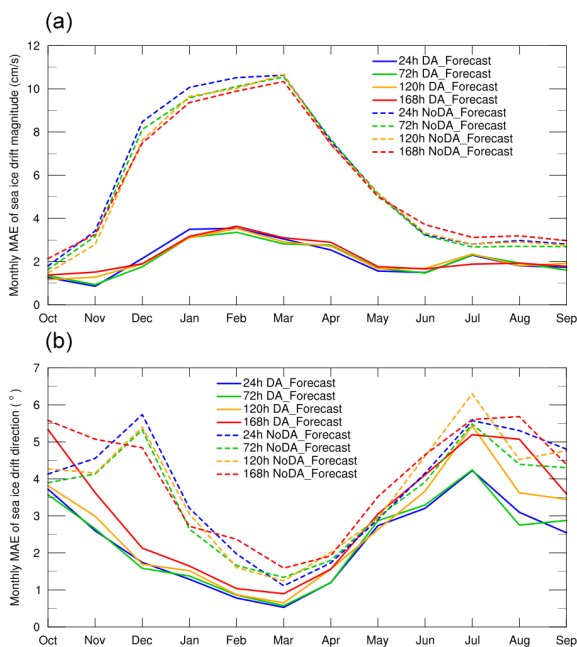 (a)
Monthly MAE of sea ice drift magnitude (cm/s)
12
10
8
6
4
2
0
24h DA_Forecast
72h DA_Forecast
120h DA_Forecast
168h DA_Forecast
24h NoDA_Forecast
72h NoDA_Forecast
120h NoDA_Forecast
168h NoDA_Forecast
Oct Nov Dec Jan Feb Mar Apr May Jun Jul Aug Sep
(b)
Monthly MAE of sea ice drift direction ( ° )
7
6
5
4
3
2
1
0
24h DA_Forecast
72h DA_Forecast
120h DA_Forecast
168h DA_Forecast
24h NoDA_Forecast
72h NoDA_Forecast
120h NoDA_Forecast
168h NoDA_Forecast
Oct Nov Dec Jan Feb Mar Apr May Jun Jul Aug Sep